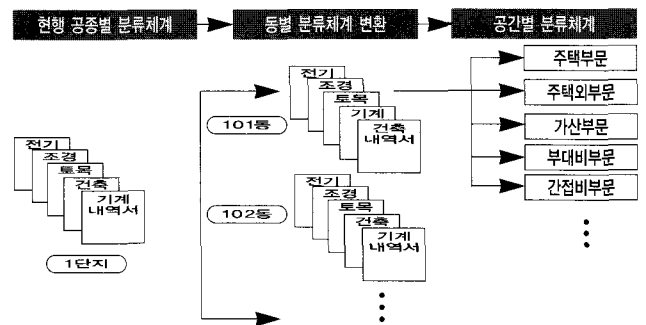 현행 공종별 분류체계
동별 분류체계 변환
공간별 분류체계
전기
조경
토목
건축
기계
내역서
1단지
101동
전기
조경
토목
기계
건축
내역서
102동
전기
조경
토목
건축
기계
내역서
주택부문
주택외부문
가산부문
부대비부문
간접비부문